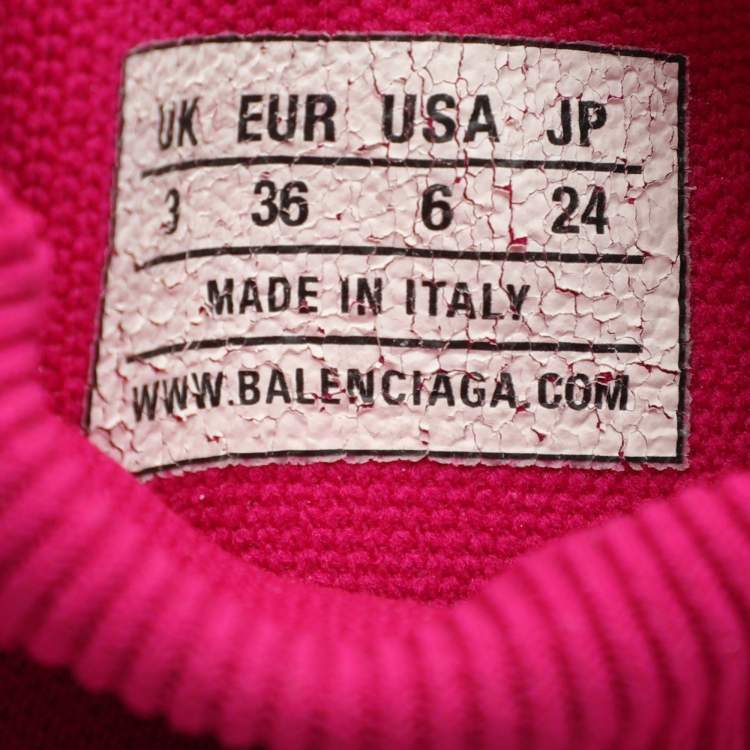 UK EUR USA JP
3 36 6 24
MADE IN ITALY
WWW.BALENCIAGA.COM